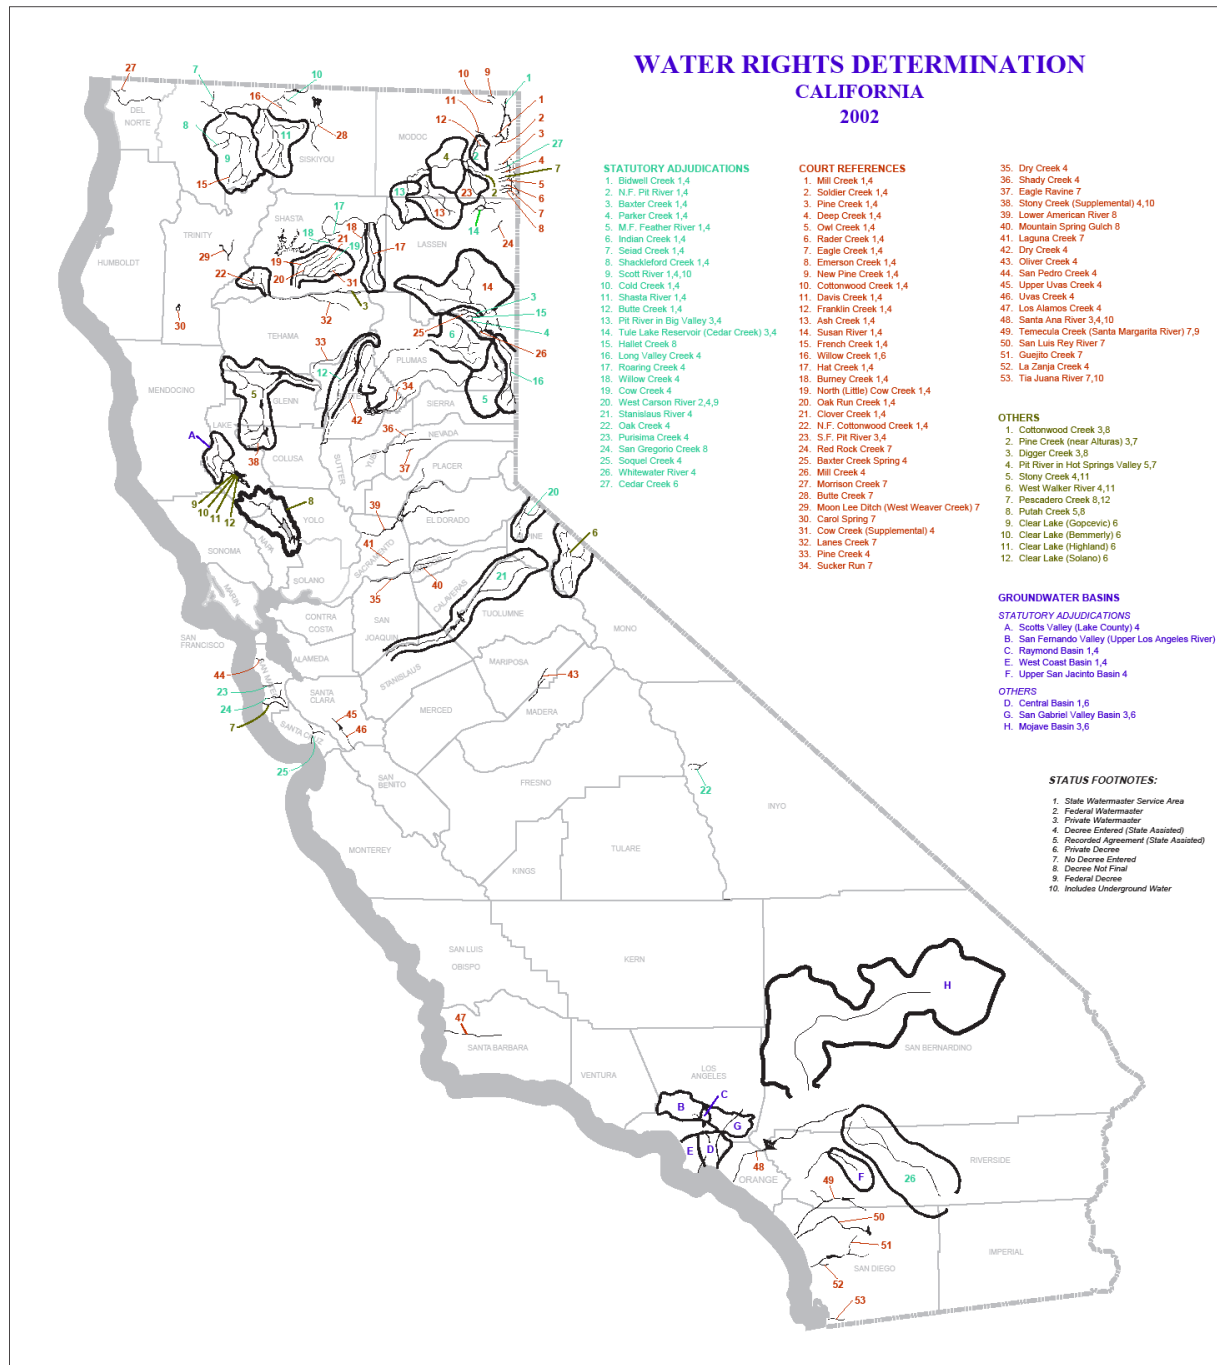 WATER RIGHTS DETERMINATION
CALIFORNIA
2002
STATUTORY ADJUDICATIONS
1. Bidwell Creek 1,4
2. N.F. Pit River 1,4
3. Baxter Creek 1,4
4. Parker Creek 1,4
5. M.F. Feather River 1,4
6. Indian Creek 1,4
7. Seiad Creek 1,4
8. Shackleford Creek 1,4
9. Scott River 1,4,10
10. Cold Creek 1,4
11. Shasta River 1,4
12. Butte Creek 1,4
13. Pit River in Big Valley 3,4
14. Tule Lake Reservoir (Cedar Creek) 3,4
15. Hallet Creek 8
16. Long Valley Creek 4
17. Roaring Creek 4
18. Willow Creek 4
19. Cow Creek 4
20. West Carson River 2,4,9
21. Stanislaus River 4
22. Oak Creek 4
23. Purisima Creek 4
24. San Gregorio Creek 8
25. Soquel Creek 4
26. Whitewater River 4
27. Cedar Creek 6
COURT REFERENCES
1. Mill Creek 1,4
2. Soldier Creek 1,4
3. Pine Creek 1,4
4. Deep Creek 1,4
5. Owl Creek 1,4
6. Rader Creek 1,4
7. Eagle Creek 1,4
8. Emerson Creek 1,4
9. New Pine Creek 1,4
10. Cottonwood Creek 1,4
11. Davis Creek 1,4
12. Franklin Creek 1,4
13. Ash Creek 1,4
14. Susan River 1,4
15. French Creek 1,4
16. Willow Creek 1,6
17. Hat Creek 1,4
18. Burney Creek 1,4
19. North (Little) Cow Creek 1,4
20. Oak Run Creek 1,4
21. Clover Creek 1,4
22. N.F. Cottonwood Creek 1,4
23. S.F. Pit River 3,4
24. Red Rock Creek 7
25. Baxter Creek Spring 4
26. Mill Creek 4
27. Morrison Creek 7
28. Butte Creek 7
29. Moon Lee Ditch (West Weaver Creek) 7
30. Carol Spring 7
31. Cow Creek (Supplemental) 4
32. Lanes Creek 7
33. Pine Creek 4
34. Sucker Run 7
35. Dry Creek 4
36. Shady Creek 4
37. Eagle Ravine 7
38. Stony Creek (Supplemental) 4,10
39. Lower American River 8
40. Mountain Spring Gulch 8
41. Laguna Creek 7
42. Dry Creek 4
43. Oliver Creek 4
44. San Pedro Creek 4
45. Upper Uvas Creek 4
46. Uvas Creek 4
47. Los Alamos Creek 4
48. Santa Ana River 3,4,10
49. Temecula Creek (Santa Margarita River) 7,9
50. San Luis Rey River 7
51. Guejito Creek 7
52. La Zanja Creek 4
53. Tia Juana River 7,10
OTHERS
1. Cottonwood Creek 3,8
2. Pine Creek (near Alturas) 3,7
3. Digger Creek 3,8
4. Pit River in Hot Springs Valley 5,7
5. Stony Creek 4,11
6. West Walker River 4,11
7. Pescadero Creek 8,12
8. Putah Creek 5,8
9. Clear Lake (Gopcevic) 6
10. Clear Lake (Bemmerly) 6
11. Clear Lake (Highland) 6
12. Clear Lake (Solano) 6
GROUNDWATER BASINS
STATUTORY ADJUDICATIONS
A. Scotts Valley (Lake County) 4
B. San Fernando Valley (Upper Los Angeles River)
C. Raymond Basin 1,4
E. West Coast Basin 1,4
F. Upper San Jacinto Basin 4
OTHERS
D. Central Basin 1,6
G. San Gabriel Valley Basin 3,6
H. Mojave Basin 3,6
STATUS FOOTNOTES:
1. State Watermaster Service Area
2. Federal Watermaster
3. Private Watermaster
4. Decree Entered (State Assisted)
5. Recorded Agreement (State Assisted)
6. Private Decree
7. No Decree Entered
8. Decree Not Final
9. Federal Decree
10. Includes Underground Water
DEL NORTE
SISKIYOU
MODOC
TRINITY
SHASTA
LASSEN
HUMBOLDT
TEHAMA
PLUMAS
MENDOCINO
GLENN
LAKE
COLUSA
SUTTER
SIERRA
NEVADA
PLACER
YOLO
EL DORADO
SONOMA
NAPA
SACRAMENTO
SOLANO
MARIN
CONTRA COSTA
SAN JOAQUIN
CALAVERAS
TUOLUMNE
MONO
SAN FRANCISCO
ALAMEDA
STANISLAUS
MARIPOSA
SANTA CLARA
MERCED
MADERA
SANTA CRUZ
SAN BENITO
FRESNO
INYO
MONTEREY
TULARE
KINGS
SAN LUIS OBISPO
KERN
SANTA BARBARA
VENTURA
LOS ANGELES
SAN BERNARDINO
ORANGE
RIVERSIDE
SAN DIEGO
IMPERIAL